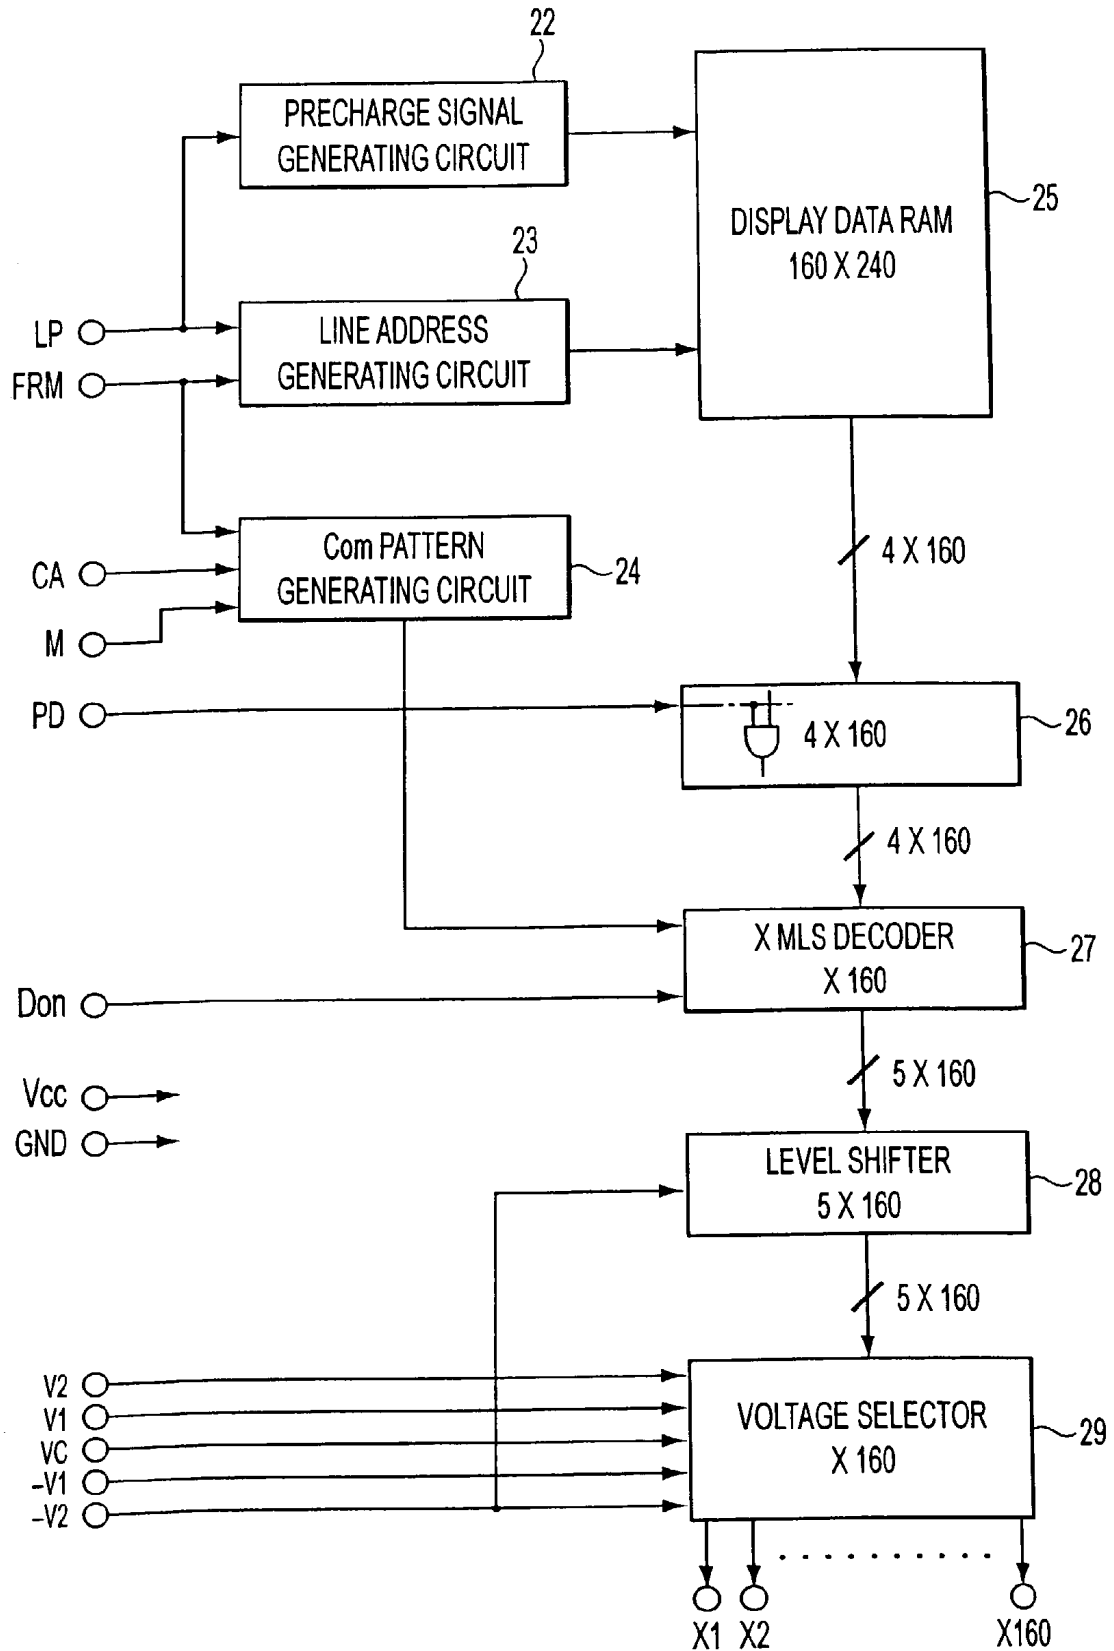 22
PRECHARGE SIGNAL
GENERATING CIRCUIT
DISPLAY DATA RAM
160 X 240
25
23
LP
LINE ADDRESS
GENERATING CIRCUIT
FRM
Com PATTERN
GENERATING CIRCUIT
24
4 X 160
CA
M
PD
4 X 160
26
4 X 160
X MLS DECODER
X 160
27
Don
5 X 160
Vcc
GND
LEVEL SHIFTER
5 X 160
28
5 X 160
V2
V1
VC
–V1
–V2
VOLTAGE SELECTOR
X 160
29
X1 X2 X160